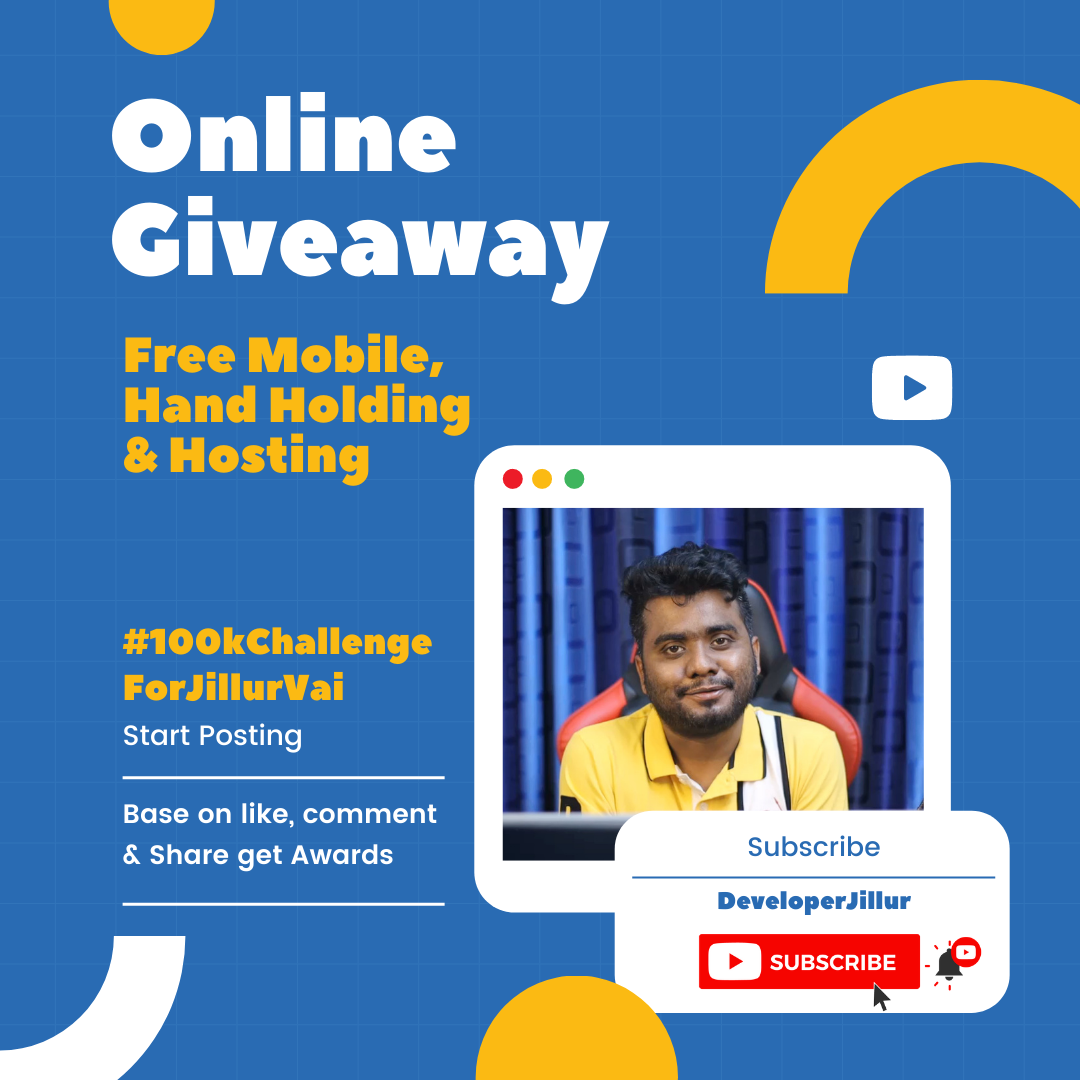 Online
Giveaway
Free Mobile,
Hand Holding
& Hosting
#100kChallenge
ForJillurVai
Start Posting
Base on like, comment
& Share get Awards
Subscribe
DeveloperJillur
SUBSCRIBE